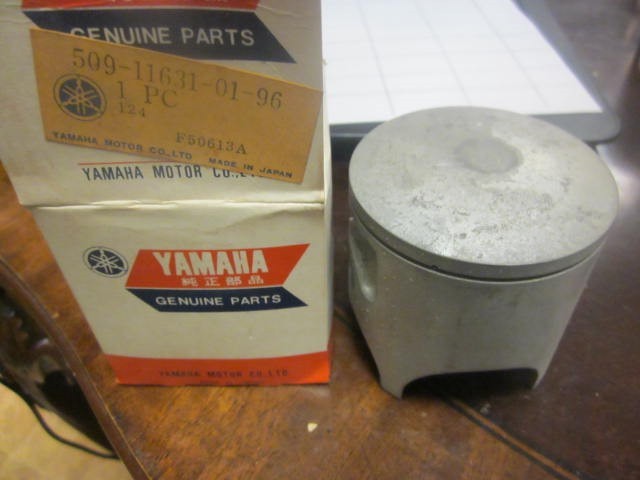 GENUINE PARTS
509-11631-01-96
1 PC
124
F50613A
YAMAHA MOTOR CO.,LTD MADE IN JAPAN
YAMAHA MOTOR CO.,LTD
YAMAHA
純正部品
GENUINE PARTS
YAMAHA MOTOR CO.,LTD.